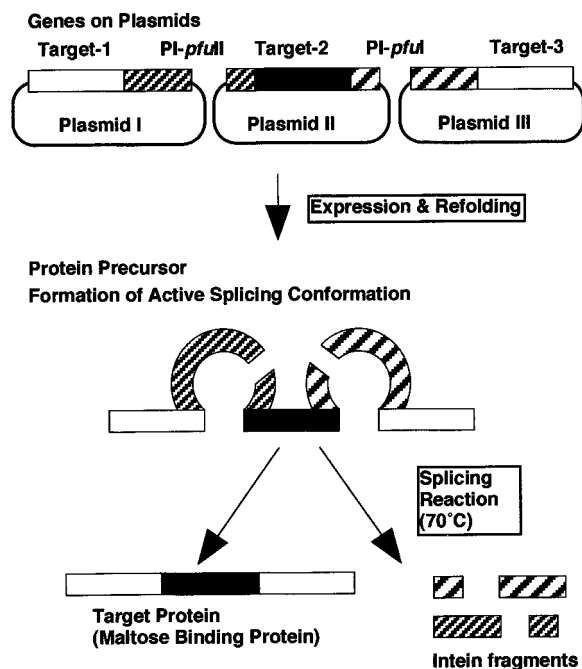 Genes on Plasmids
Target-1 PI-pfuII Target-2 PI-pfuI Target-3
Plasmid I Plasmid II Plasmid III
Expression & Refolding
Protein Precursor
Formation of Active Splicing Conformation
Splicing
Reaction
(70°C)
Target Protein
(Maltose Binding Protein)
Intein fragments